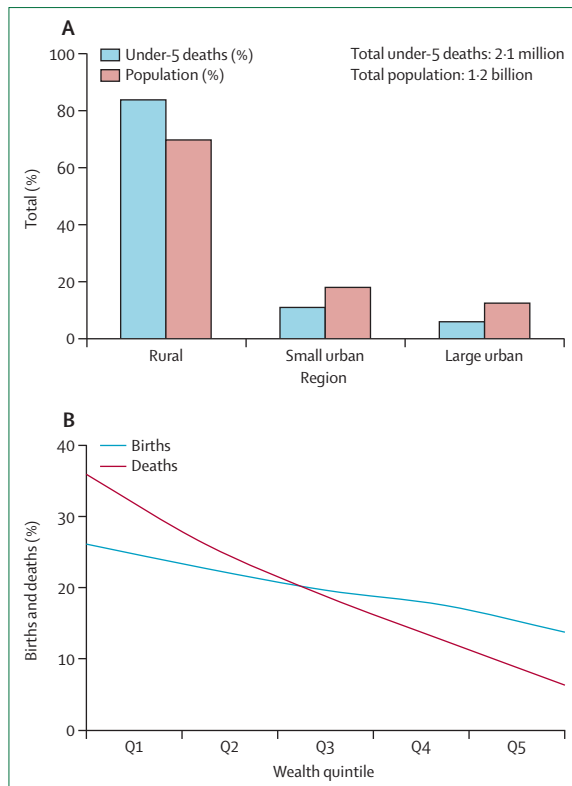 A
Under-5 deaths (%)
Population (%)
Total under-5 deaths: 2·1 million
Total population: 1·2 billion
100
80
60
40
20
0
Total (%)
Rural
Small urban
Large urban
Region
B
Births
Deaths
40
30
20
10
0
Births and deaths (%)
Q1
Q2
Q3
Q4
Q5
Wealth quintile